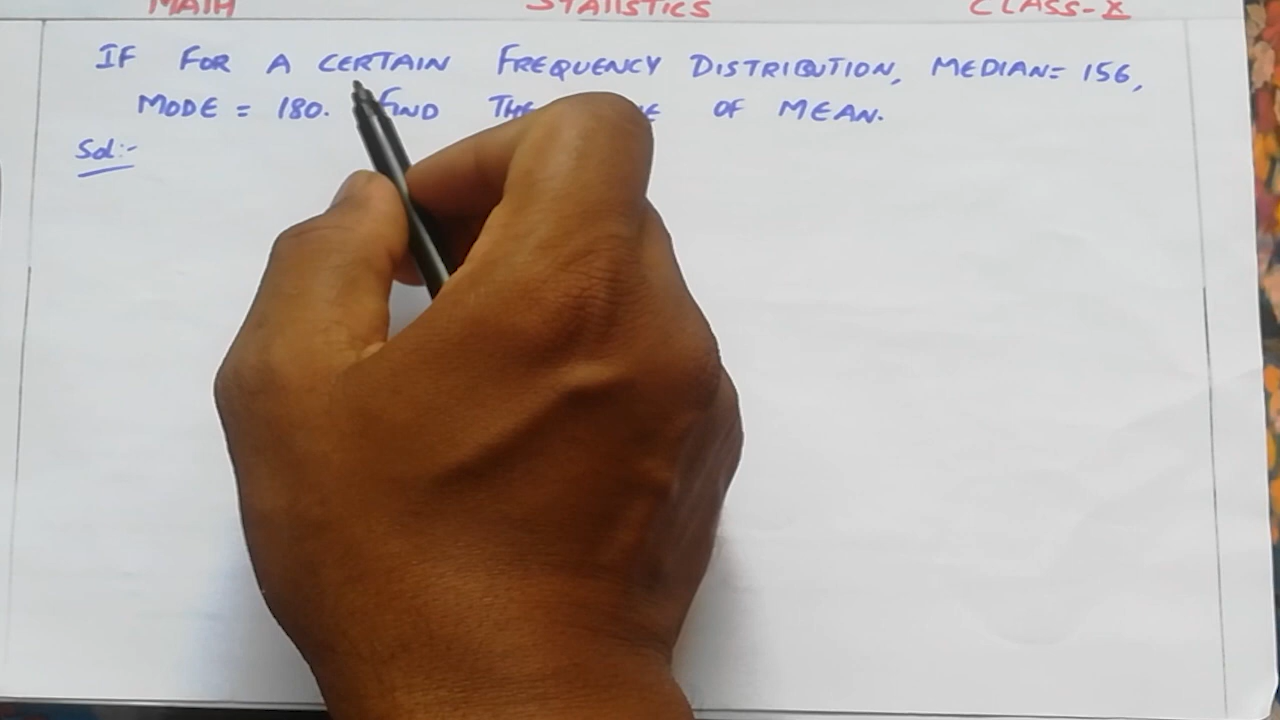 MATH STATISTICS CLASS-X
IF FOR A CERTAIN FREQUENCY DISTRIBUTION, MEDIAN= 156,
MODE = 180. FIND OF MEAN.
Sol:-